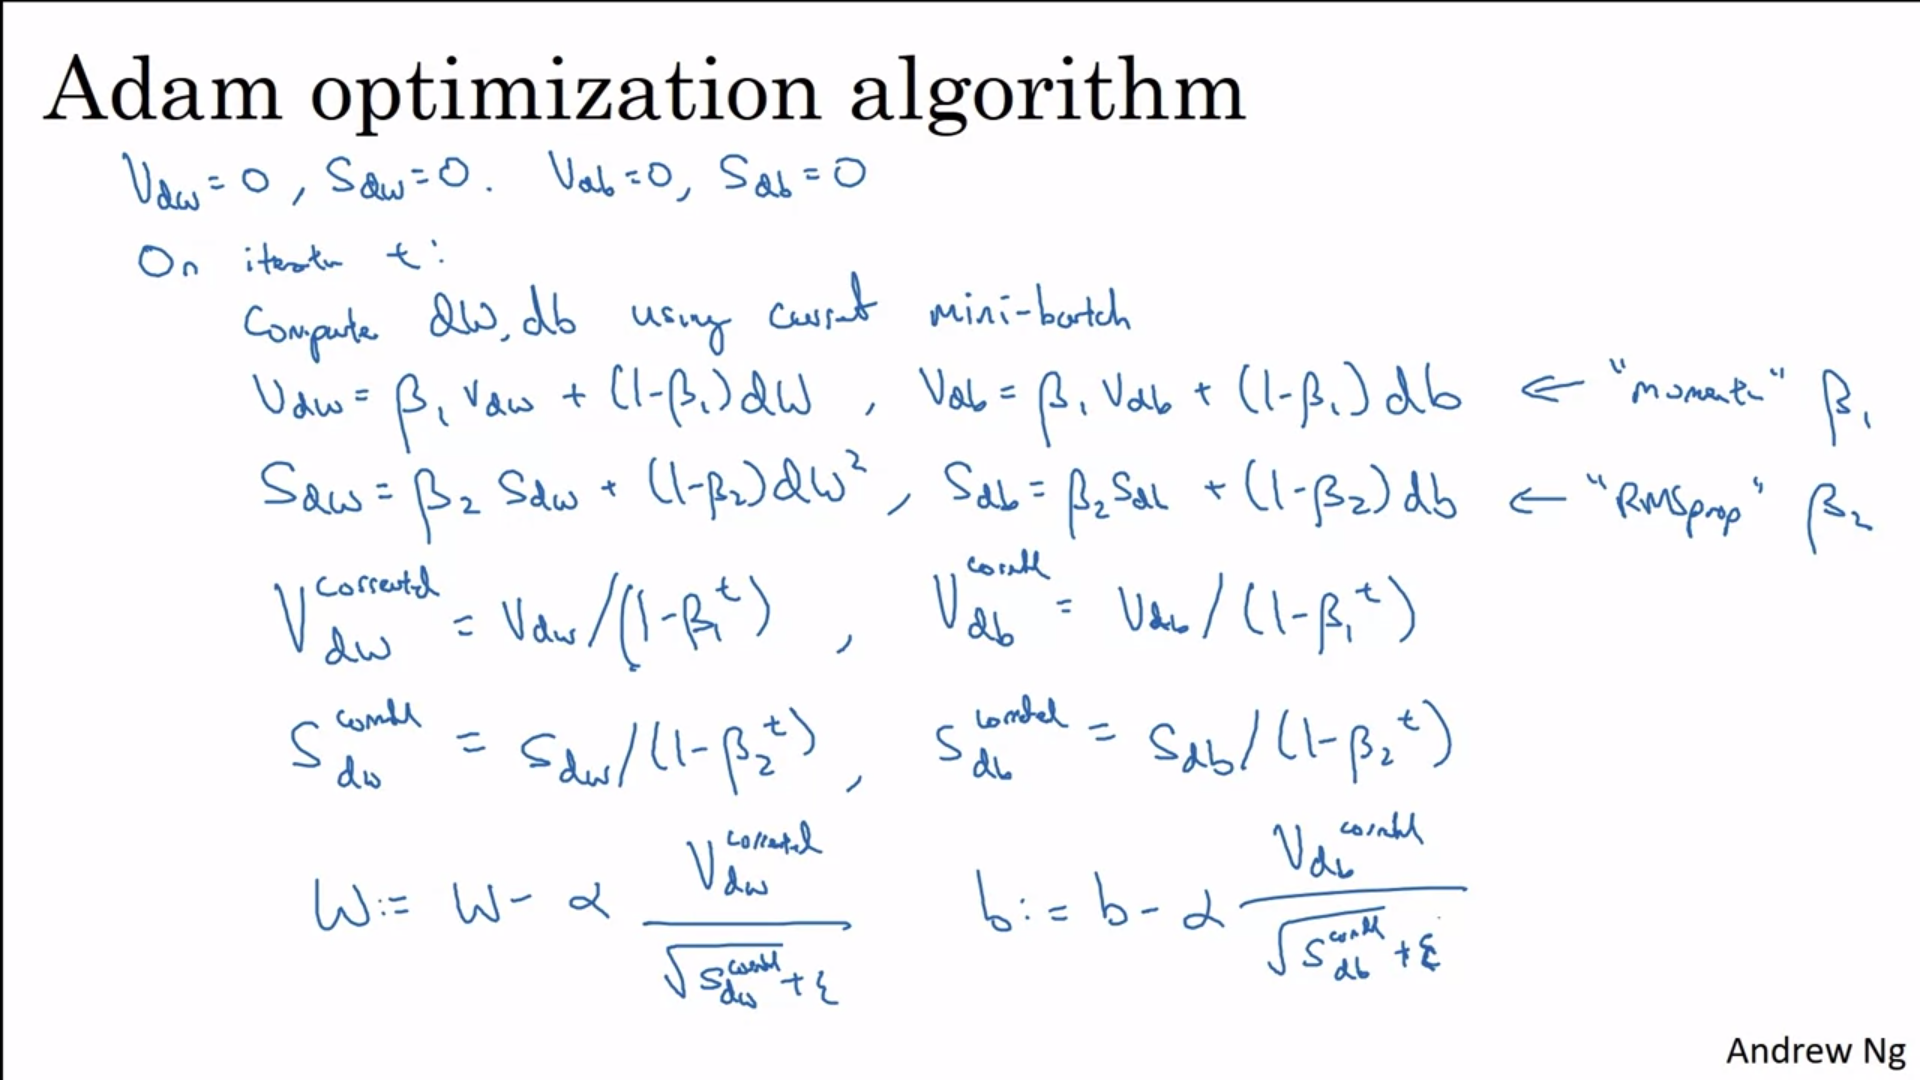 Adam optimization algorithm
V_dw = 0, S_dw = 0. V_db = 0, S_db = 0
On iteratn t:
Compute dW, db using current mini-batch
V_dw = β₁ V_dw + (1-β₁)dW , V_db = β₁ V_db + (1-β₁)db ← "moment" β₁
S_dw = β₂ S_dw + (1-β₂)dW², S_db = β₂ S_db + (1-β₂)db ← "RMSprop" β₂
V_dw^corrected = V_dw/(1-β₁^t) , V_db^corrected = V_db/(1-β₁^t)
S_dw^corrected = S_dw/(1-β₂^t) , S_db^corrected = S_db/(1-β₂^t)
W := W - α V_dw^corrected / (√S_dw^corrected + ε) b := b - α V_db^corrected / (√S_db^corrected + ε)
Andrew Ng